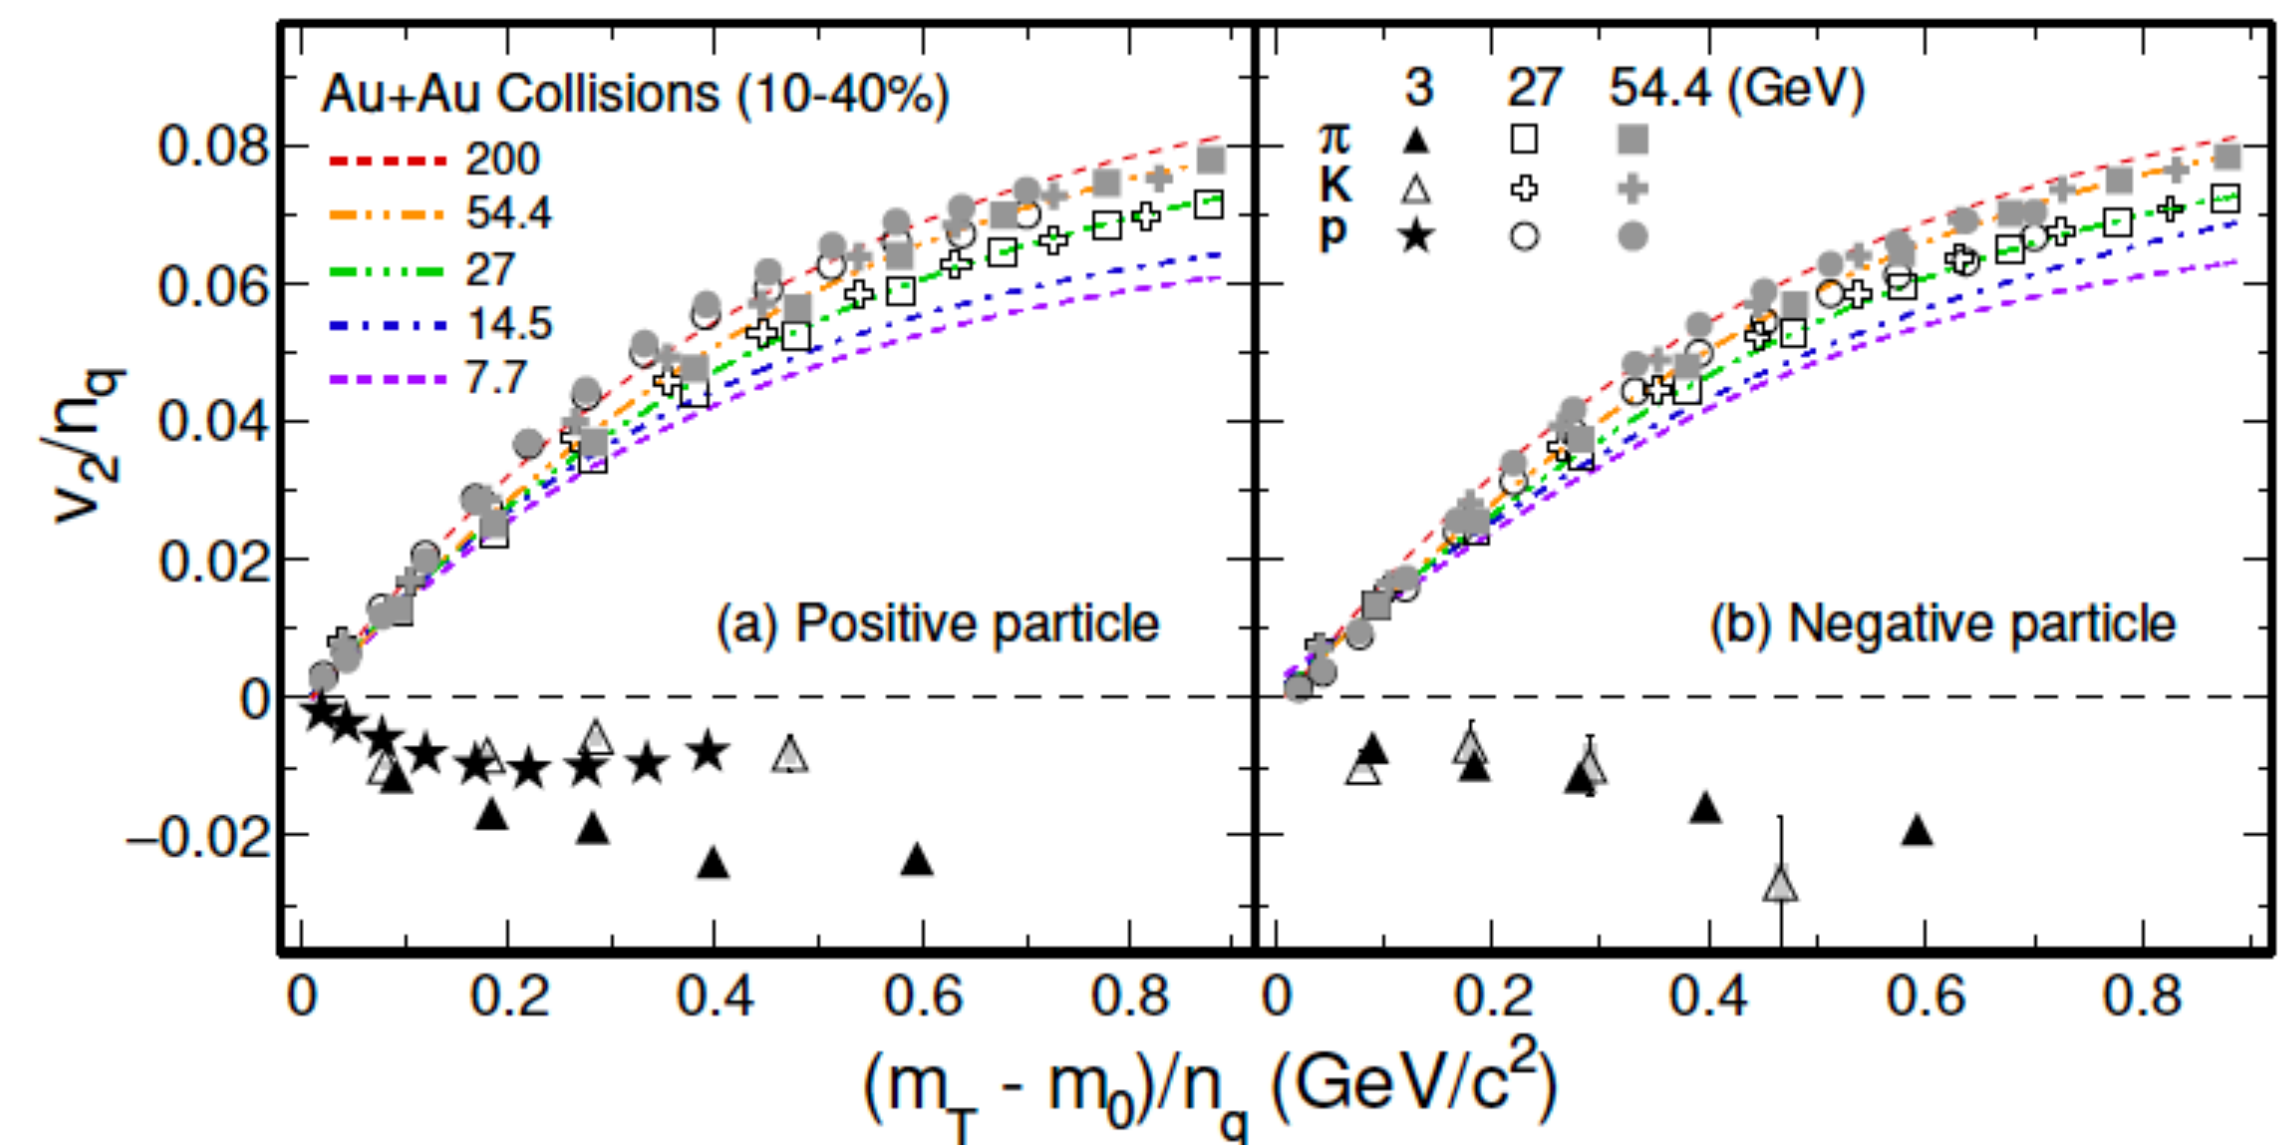 Au+Au Collisions (10-40%)
200
54.4
27
14.5
7.7
3 27 54.4 (GeV)
π
K
p
(a) Positive particle
(b) Negative particle
0.08
0.06
0.04
0.02
0
−0.02
v2/nq
0 0.2 0.4 0.6 0.8
0 0.2 0.4 0.6 0.8
(mT - m0)/nq (GeV/c2)